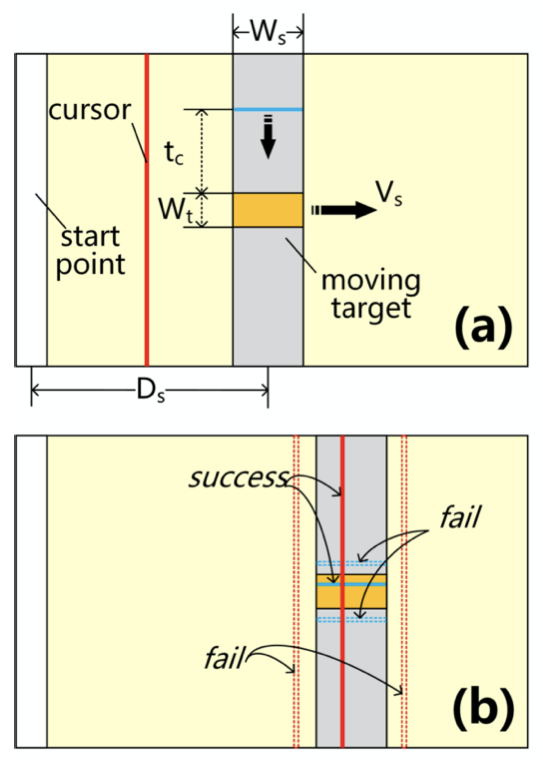 Ws
cursor
tc
Wt
Vs
start
point
moving
target
(a)
Ds
success
fail
fail
(b)